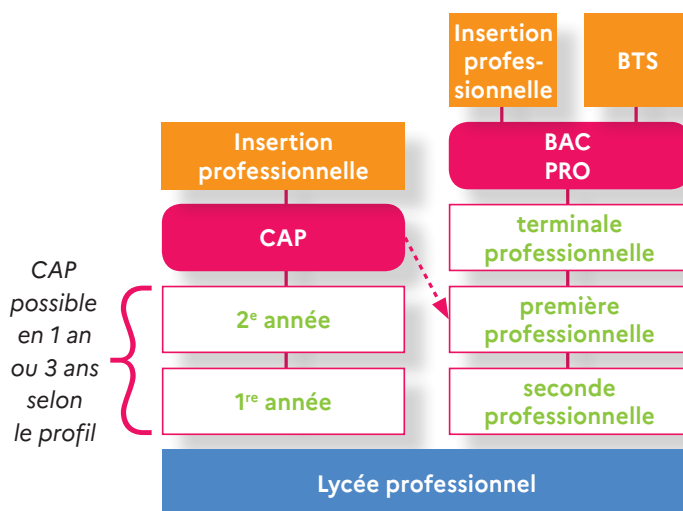 Insertion
profes-
sionnelle
BTS
Insertion
professionnelle
BAC
PRO
CAP
terminale
professionnelle
CAP
possible
en 1 an
ou 3 ans
selon
le profil
2e année
première
professionnelle
1re année
seconde
professionnelle
Lycée professionnel